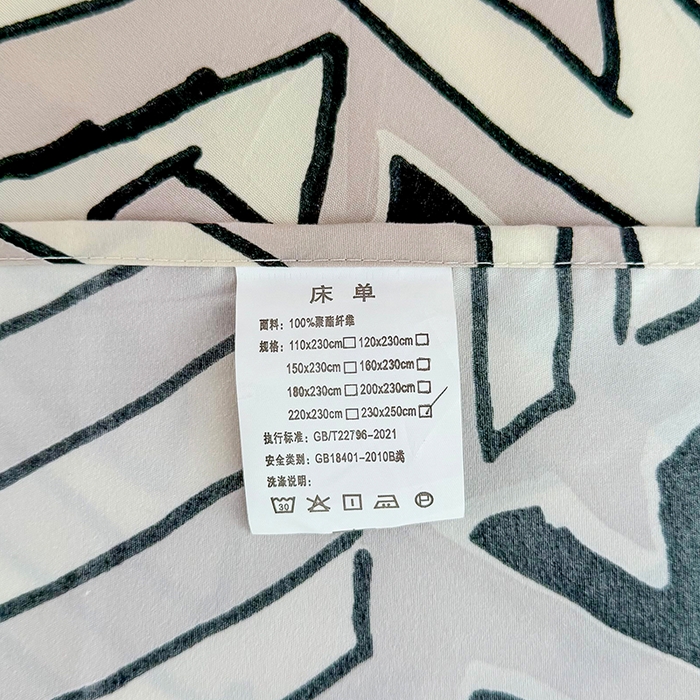 床 单
面料：100%聚酯纤维
规格：110x230cm□ 120x230cm□
150x230cm□ 160x230cm□
180x230cm□ 200x230cm□
220x230cm□ 230x250cm☑
执行标准：GB/T22796-2021
安全类别：GB18401-2010B类
洗涤说明：
30 P